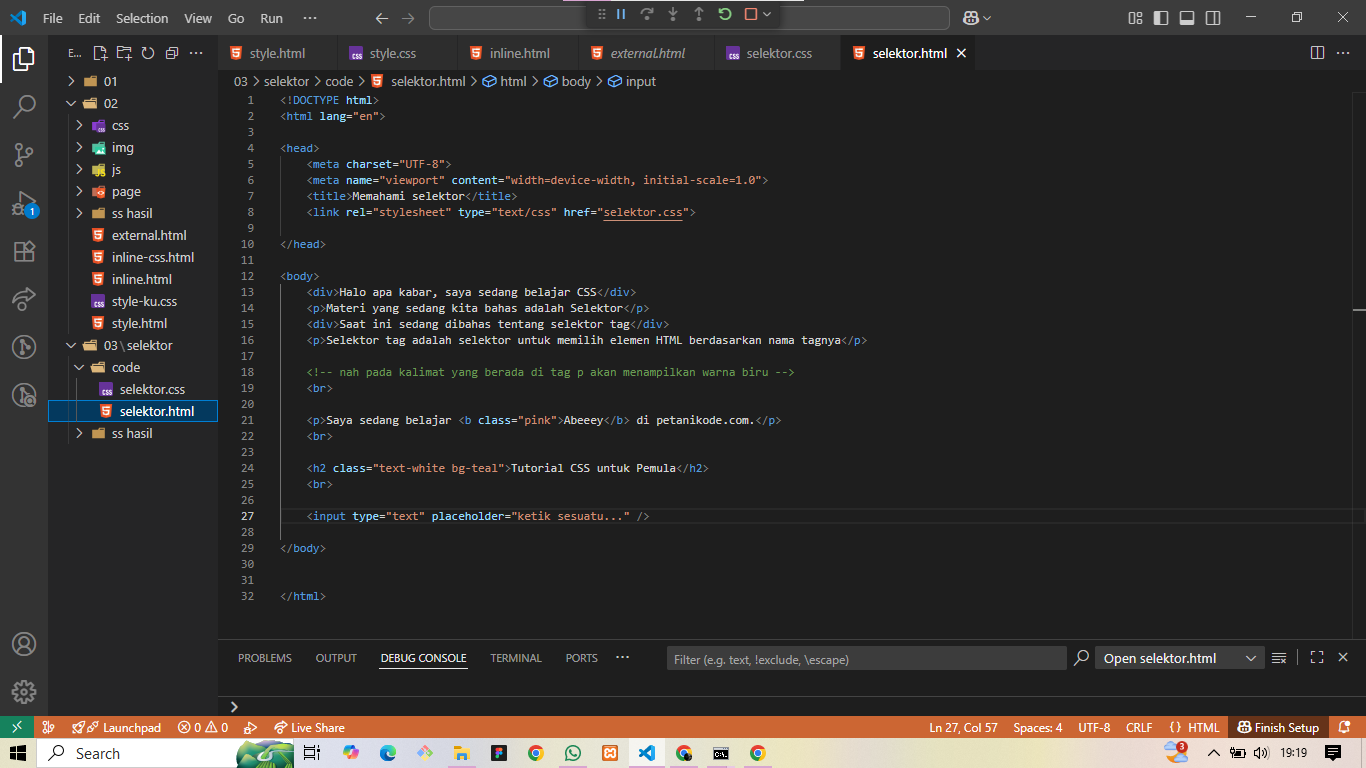 File Edit Selection View Go Run ···
E... ···
style.html style.css inline.html external.html selektor.css selektor.html
03 > selektor > code > selektor.html > html > body > input
01
02
css
img
js
page
ss hasil
external.html
inline-css.html
inline.html
style-ku.css
style.html
03 \ selektor
code
selektor.css
selektor.html
ss hasil
1
1 <!DOCTYPE html>
2 <html lang="en">
3
4 <head>
5 <meta charset="UTF-8">
6 <meta name="viewport" content="width=device-width, initial-scale=1.0">
7 <title>Memahami selektor</title>
8 <link rel="stylesheet" type="text/css" href="selektor.css">
9
10 </head>
11
12 <body>
13 <div>Halo apa kabar, saya sedang belajar CSS</div>
14 <p>Materi yang sedang kita bahas adalah Selektor</p>
15 <div>Saat ini sedang dibahas tentang selektor tag</div>
16 <p>Selektor tag adalah selektor untuk memilih elemen HTML berdasarkan nama tagnya</p>
17
18 <!-- nah pada kalimat yang berada di tag p akan menampilkan warna biru -->
19 <br>
20
21 <p>Saya sedang belajar <b class="pink">Abeeey</b> di petanikode.com.</p>
22 <br>
23
24 <h2 class="text-white bg-teal">Tutorial CSS untuk Pemula</h2>
25 <br>
26
27 <input type="text" placeholder="ketik sesuatu..." />
28
29 </body>
30
31
32 </html>
PROBLEMS OUTPUT DEBUG CONSOLE TERMINAL PORTS ··· Filter (e.g. text, !exclude, \escape) Open selektor.html
>
Launchpad 0 0 Live Share Ln 27, Col 57 Spaces: 4 UTF-8 CRLF {} HTML Finish Setup
Search 3 19:19